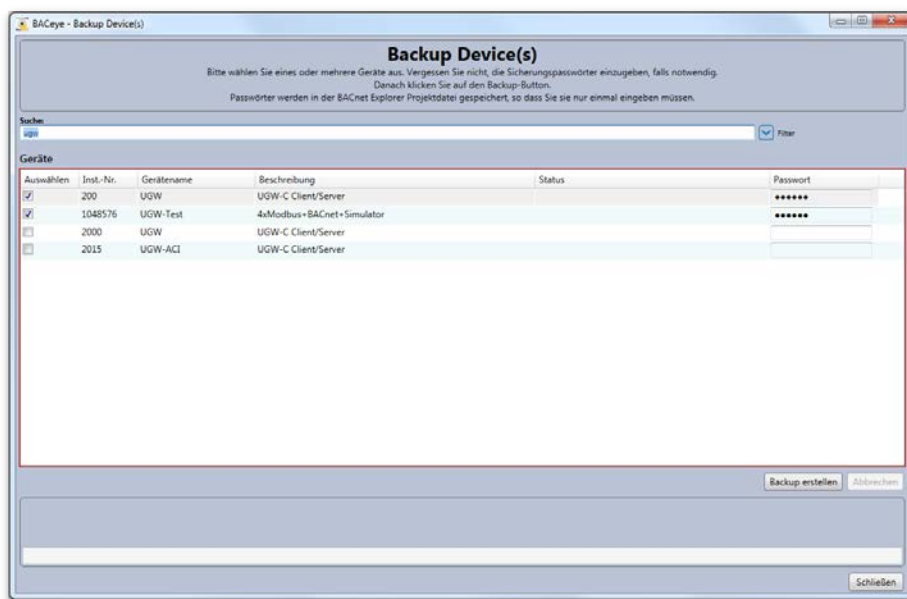 BACeye - Backup Device(s)
Backup Device(s)
Bitte wählen Sie eines oder mehrere Geräte aus. Vergessen Sie nicht, die Sicherungspasswörter einzugeben, falls notwendig.
Danach klicken Sie auf den Backup-Button.
Passwörter werden in der BACnet Explorer Projektdatei gespeichert, so dass Sie sie nur einmal eingeben müssen.
Suche:
ugw
Filter
Geräte
Auswählen Inst.-Nr. Gerätename Beschreibung Status Passwort
200 UGW UGW-C Client/Server ••••••
1048576 UGW-Test 4xModbus+BACnet+Simulator ••••••
2000 UGW UGW-C Client/Server
2015 UGW-ACI UGW-C Client/Server
Backup erstellen Abbrechen
Schließen